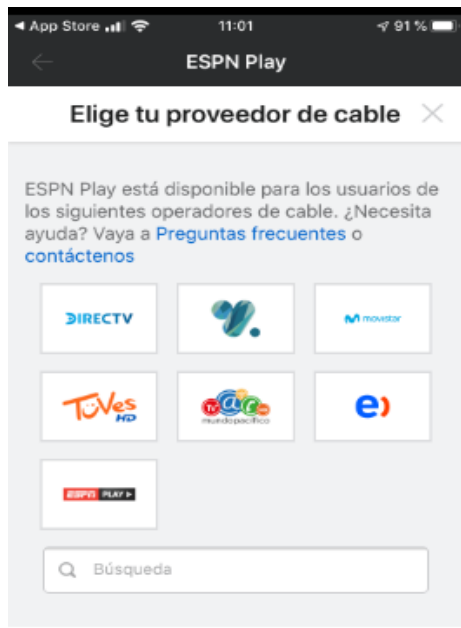 ◀ App Store 11:01 91 %
ESPN Play
Elige tu proveedor de cable
ESPN Play está disponible para los usuarios de
los siguientes operadores de cable. ¿Necesita
ayuda? Vaya a Preguntas frecuentes o
contáctenos
DIRECTV
movistar
TuVes
HD
mundopacífico
e)
ESPN PLAY
Búsqueda